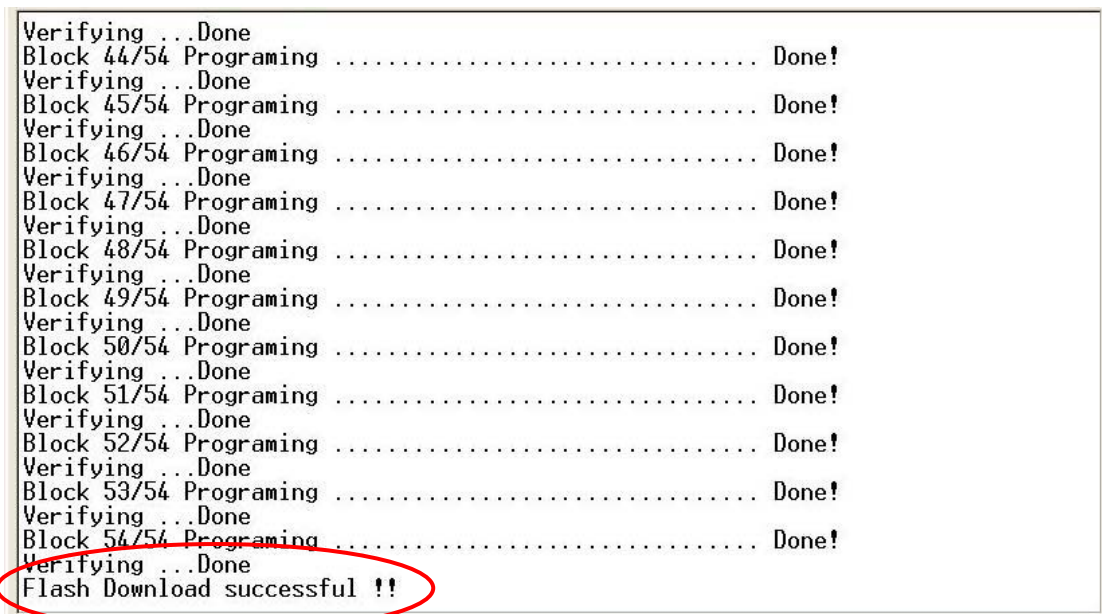 Verifying ...Done
Block 44/54 Programing ................................ Done!
Verifying ...Done
Block 45/54 Programing ................................ Done!
Verifying ...Done
Block 46/54 Programing ................................ Done!
Verifying ...Done
Block 47/54 Programing ................................ Done!
Verifying ...Done
Block 48/54 Programing ................................ Done!
Verifying ...Done
Block 49/54 Programing ................................ Done!
Verifying ...Done
Block 50/54 Programing ................................ Done!
Verifying ...Done
Block 51/54 Programing ................................ Done!
Verifying ...Done
Block 52/54 Programing ................................ Done!
Verifying ...Done
Block 53/54 Programing ................................ Done!
Verifying ...Done
Block 54/54 Programing ................................ Done!
Verifying ...Done
Flash Download successful !!